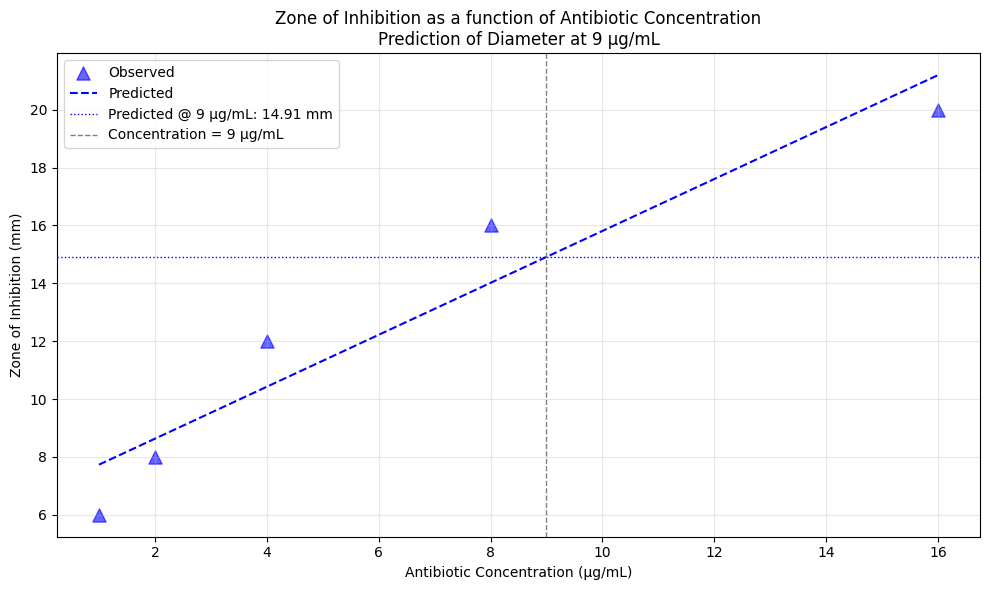 Zone of Inhibition as a function of Antibiotic Concentration
Prediction of Diameter at 9 µg/mL
Observed
Predicted
Predicted @ 9 µg/mL: 14.91 mm
Concentration = 9 µg/mL
Zone of Inhibition (mm)
20
18
16
14
12
10
8
6
2 4 6 8 10 12 14 16
Antibiotic Concentration (µg/mL)